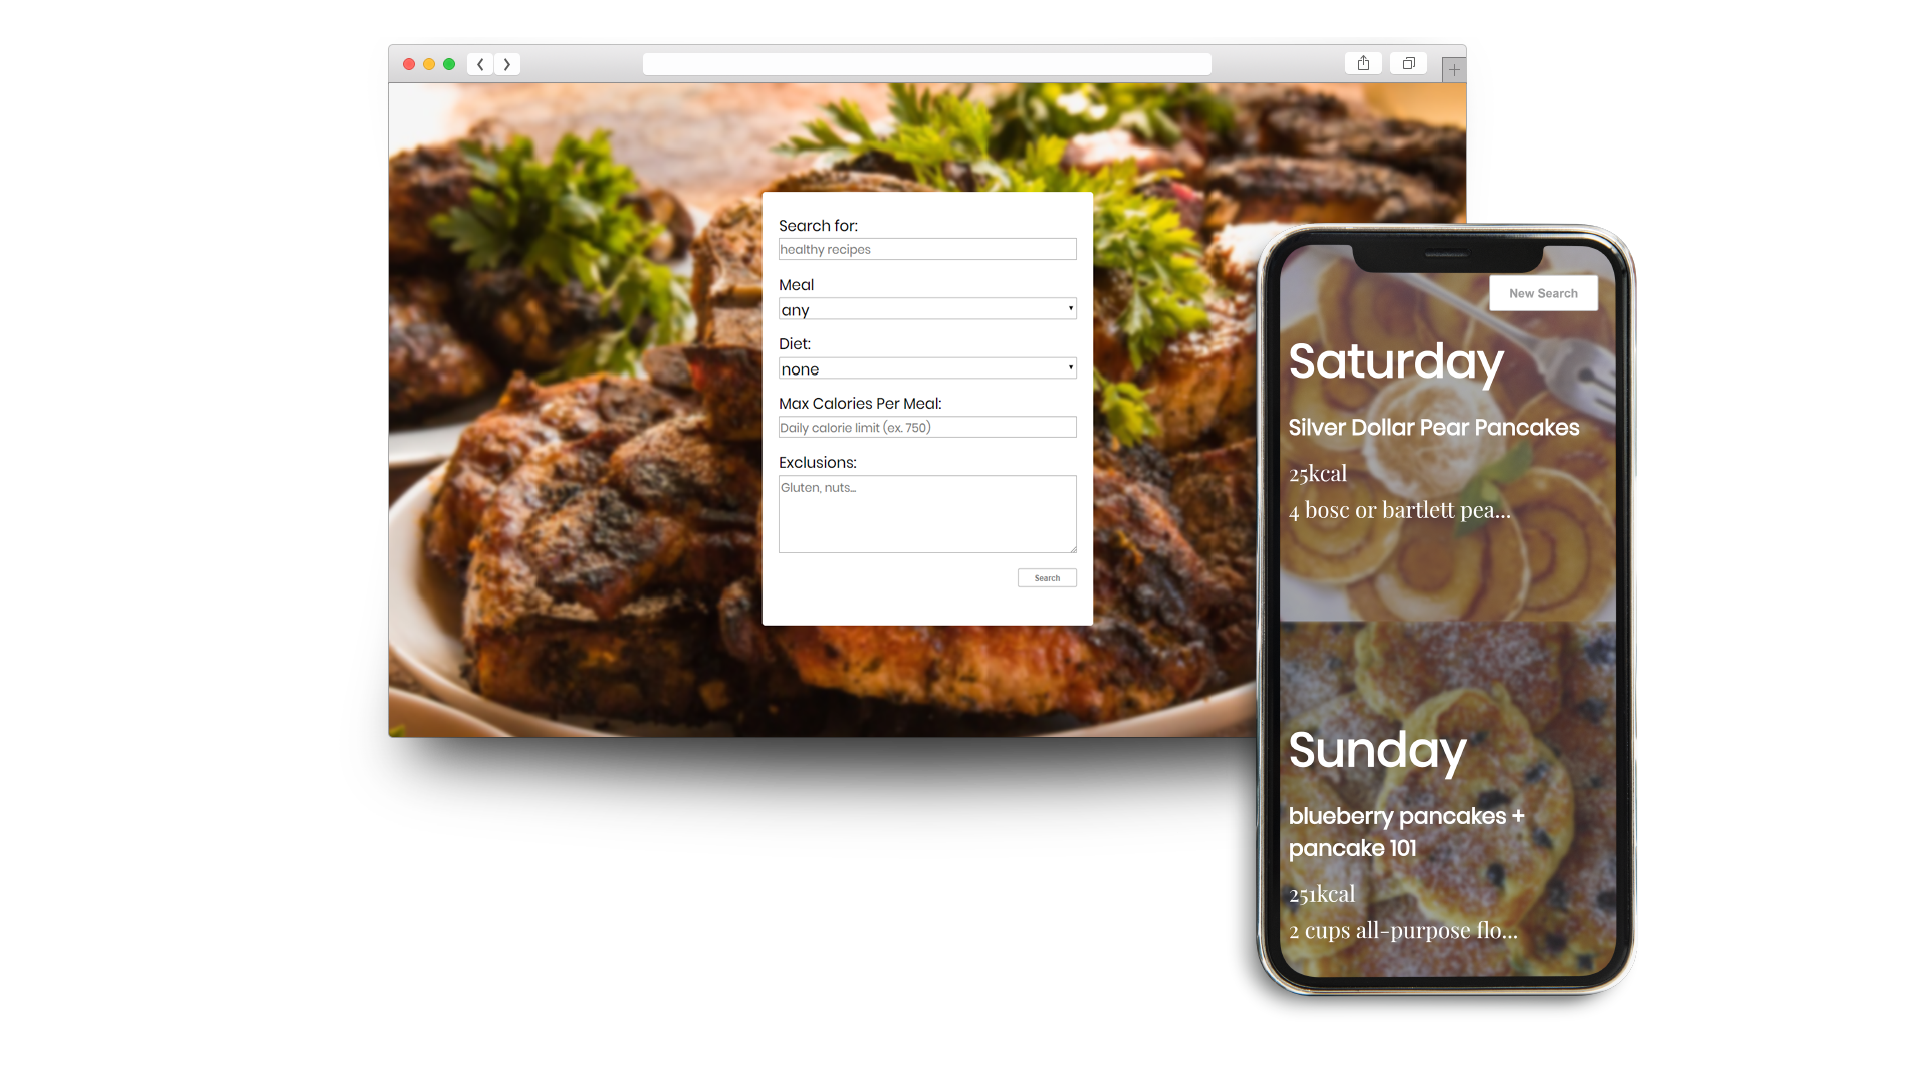 Search for:
healthy recipes
Meal
any
Diet:
none
Max Calories Per Meal:
Daily calorie limit (ex. 750)
Exclusions:
Gluten, nuts...
Search
New Search
Saturday
Silver Dollar Pear Pancakes
25kcal
4 bosc or bartlett pea...
Sunday
blueberry pancakes +
pancake 101
251kcal
2 cups all-purpose flo...